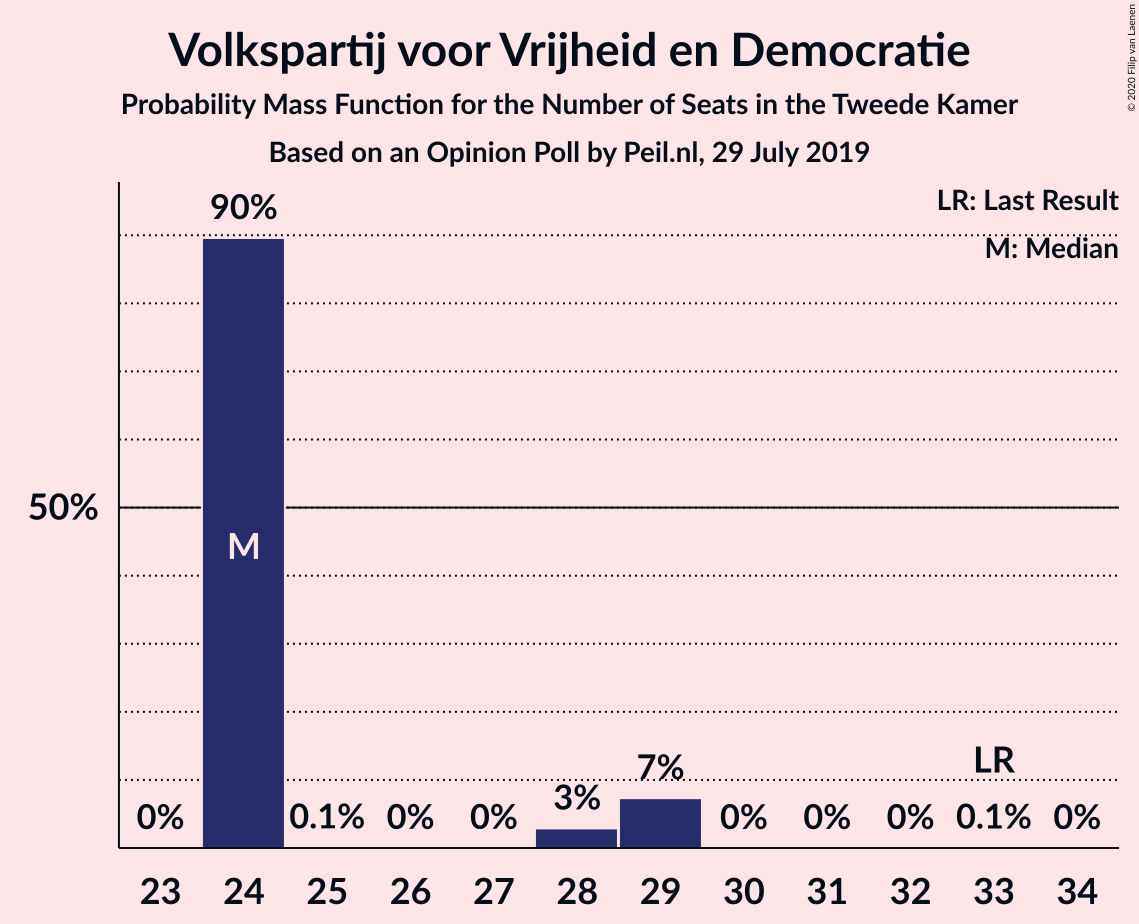 Volkspartij voor Vrijheid en Democratie
Probability Mass Function for the Number of Seats in the Tweede Kamer
Based on an Opinion Poll by Peil.nl, 29 July 2019
© 2020 Filip van Laenen
LR: Last Result
M: Median
90%
50%
M
LR
7%
3%
0% 0.1% 0% 0% 0% 0% 0% 0.1% 0%
23 24 25 26 27 28 29 30 31 32 33 34